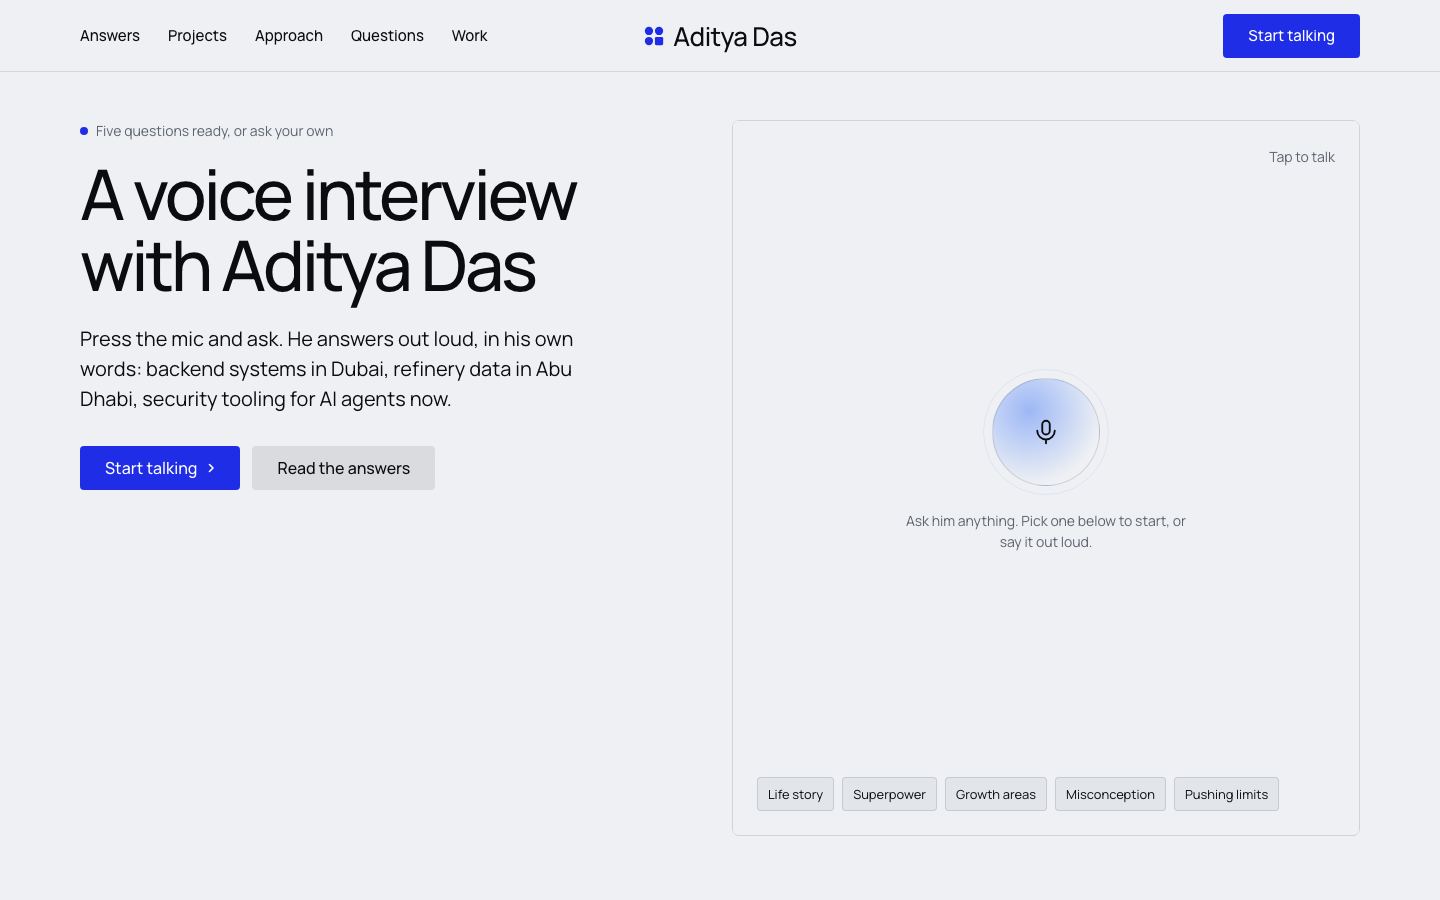 Answers
Projects
Approach
Questions
Work
Aditya Das
Start talking
Five questions ready, or ask your own
A voice interview
with Aditya Das
Press the mic and ask. He answers out loud, in his own
words: backend systems in Dubai, refinery data in Abu
Dhabi, security tooling for AI agents now.
Start talking
Read the answers
Tap to talk
Ask him anything. Pick one below to start, or
say it out loud.
Life story
Superpower
Growth areas
Misconception
Pushing limits